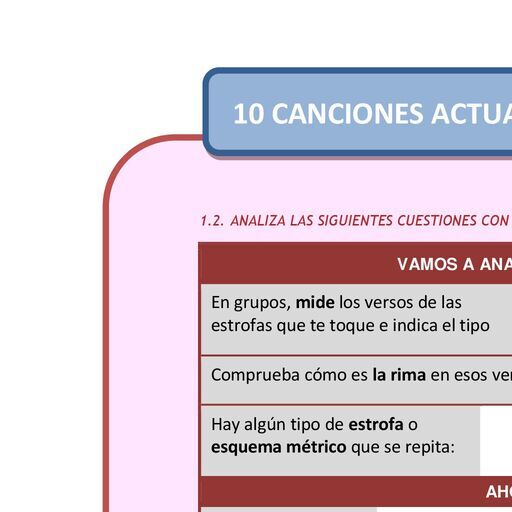 10 CANCIONES ACTUA
1.2. ANALIZA LAS SIGUIENTES CUESTIONES CON
VAMOS A ANA
En grupos, mide los versos de las
estrofas que te toque e indica el tipo
Comprueba cómo es la rima en esos ver
Hay algún tipo de estrofa o
esquema métrico que se repita:
AHO